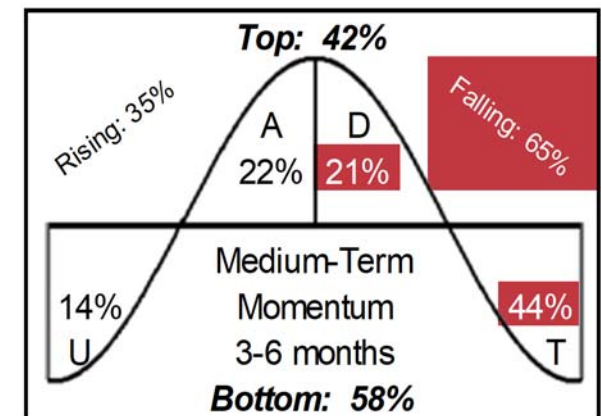 Top: 42%
Rising: 35%
Falling: 65%
A
D
22%
21%
Medium-Term
14%
Momentum
44%
U
3-6 months
T
Bottom: 58%